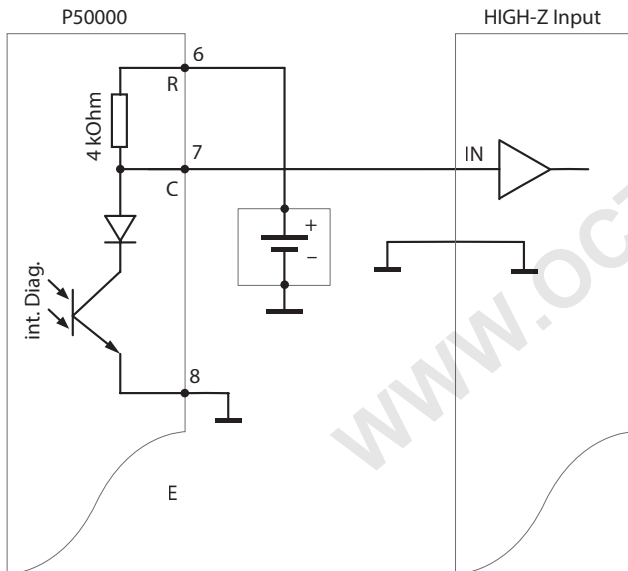 P50000
HIGH-Z Input
6
R
4 kOhm
7
C
IN
+
–
int. Diag.
8
E
www.oc